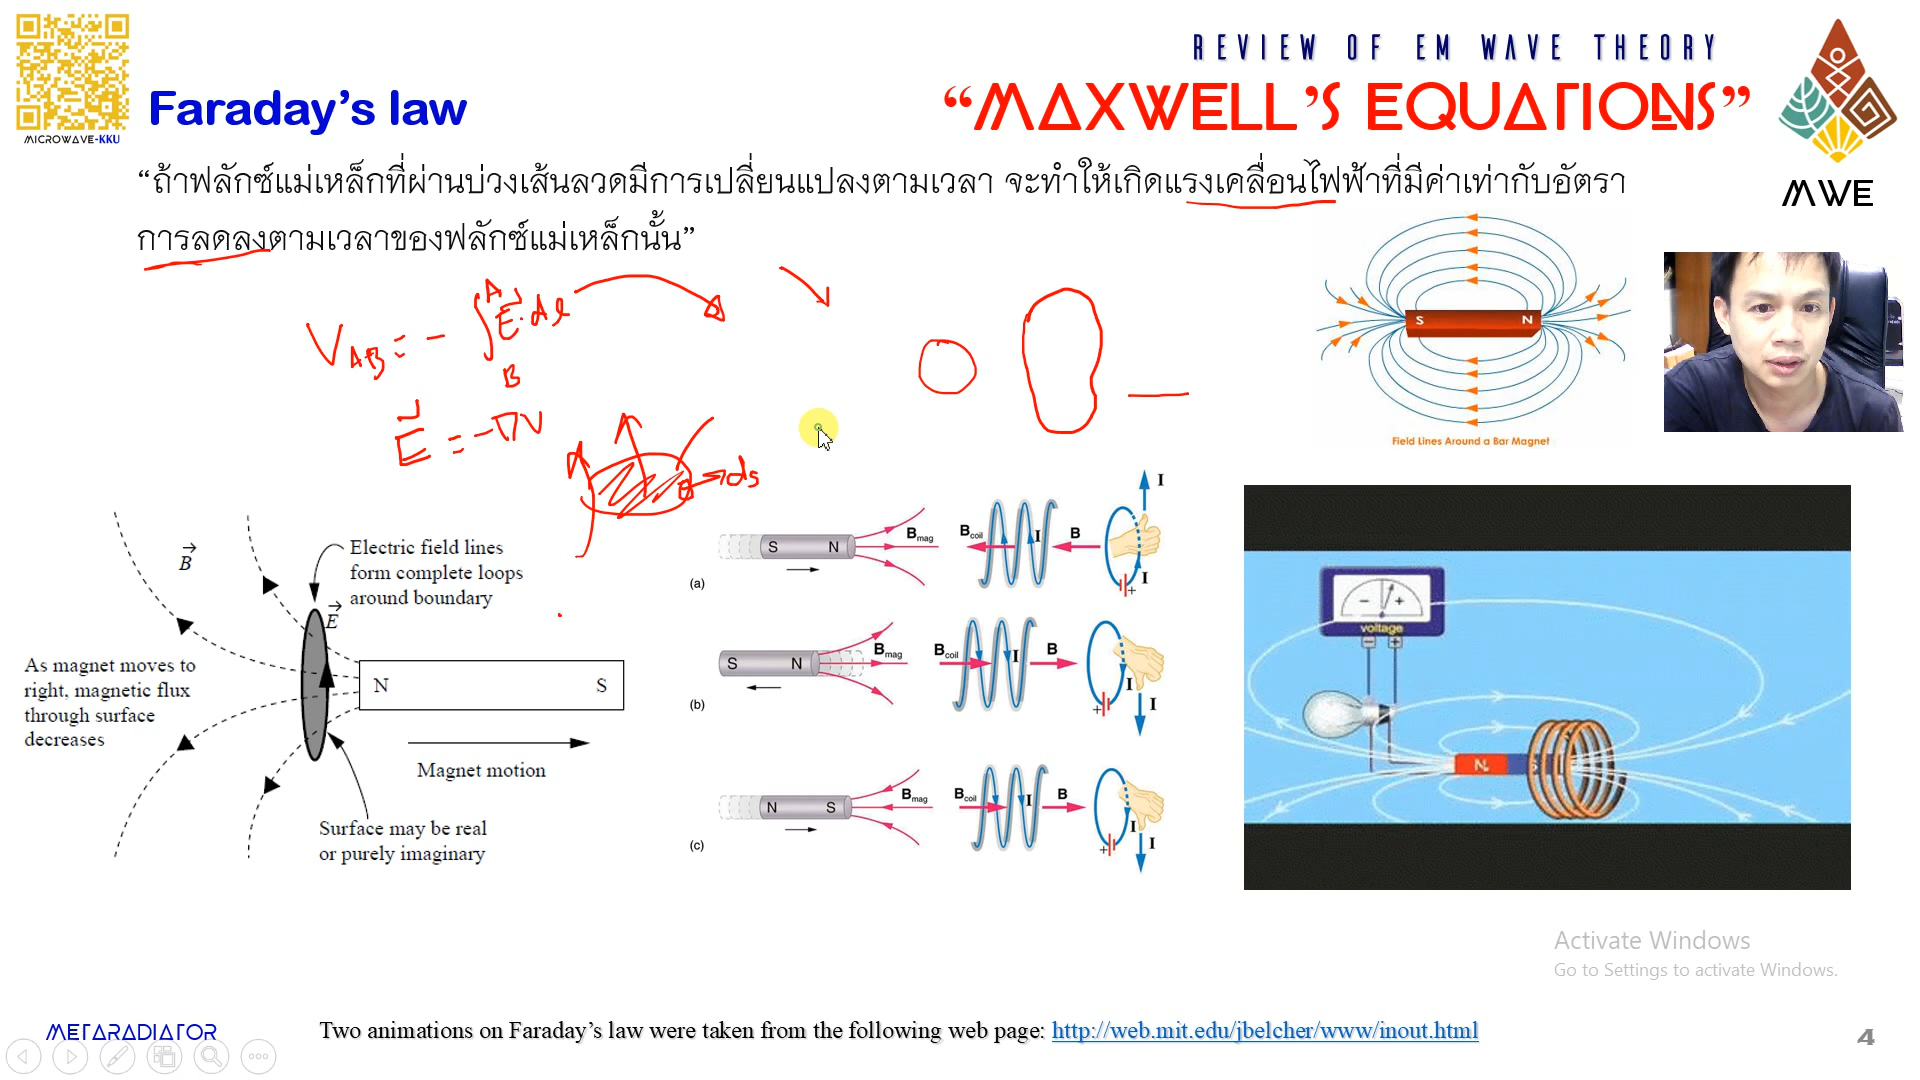 REVIEW OF EM WAVE THEORY
“MAXWELL’S EQUATIONS”
MICROWAVE-KKU
Faraday’s law
MWE
“ถ้าฟลักซ์แม่เหล็กที่ผ่านบ่วงเส้นลวดมีการเปลี่ยนแปลงตามเวลา จะทำให้เกิดแรงเคลื่อนไฟฟ้าที่มีค่าเท่ากับอัตรา
การลดลงตามเวลาของฟลักซ์แม่เหล็กนั้น”
V_AB = - ∫_B^A E⃗·dl
E⃗ = -∇V
ds
S N
Field Lines Around a Bar Magnet
B⃗
Electric field lines
form complete loops
around boundary
E⃗
As magnet moves to
right, magnetic flux
through surface
decreases
N S
Magnet motion
Surface may be real
or purely imaginary
S N B_mag B_coil I B I I +
(a)
S N B_mag B_coil I B I + I
(b)
N S B_mag B_coil I B I + I
(c)
- +
voltage
- +
N S
Activate Windows
Go to Settings to activate Windows.
METARADIATOR
Two animations on Faraday’s law were taken from the following web page: http://web.mit.edu/jbelcher/www/inout.html
4